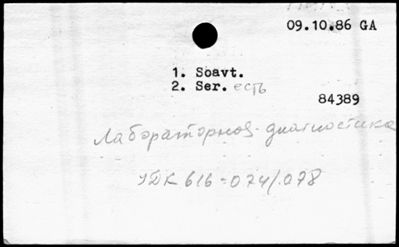 09.10.86 GA
1. Soavt.
2. Ser. есть
84389
Лабораторная диагностика
УДК 616-074/.078